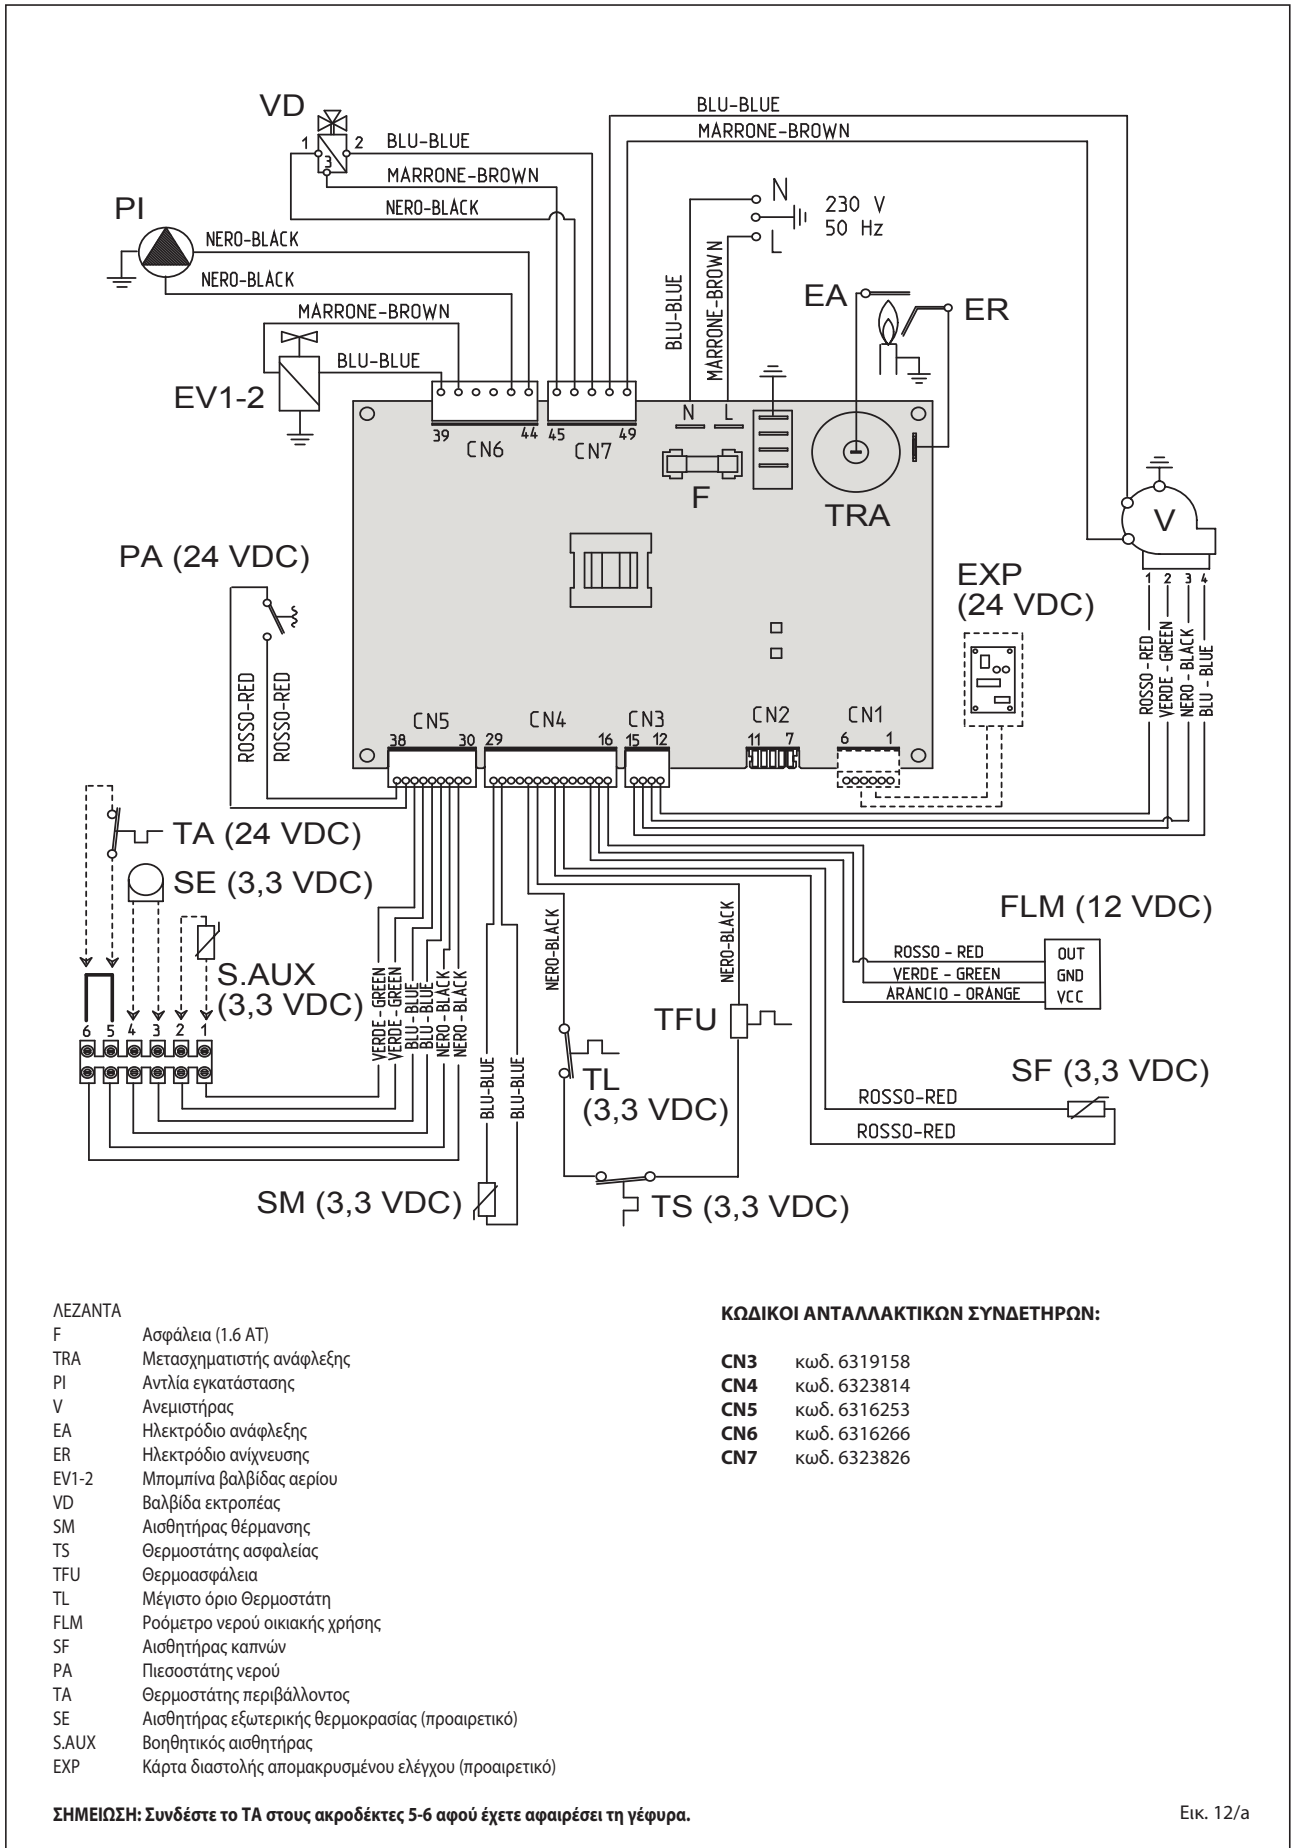 VD
1
2
3
BLU-BLUE
MARRONE-BROWN
NERO-BLACK
BLU-BLUE
MARRONE-BROWN
PI
NERO-BLACK
NERO-BLACK
MARRONE-BROWN
BLU-BLUE
EV1-2
N
L
230 V
50 Hz
BLU-BLUE
MARRONE-BROWN
EA
ER
39
44
45
49
CN6
CN7
N
L
F
TRA
V
1 2 3 4
ROSSO - RED
VERDE - GREEN
NERO - BLACK
BLU - BLUE
PA (24 VDC)
ROSSO-RED
ROSSO-RED
EXP
(24 VDC)
CN5
CN4
CN3
CN2
CN1
38
30
29
16
15
12
11
7
6
1
TA (24 VDC)
SE (3,3 VDC)
S.AUX
(3,3 VDC)
6 5 4 3 2 1
VERDE-GREEN
VERDE-GREEN
BLU-BLUE
BLU-BLUE
NERO-BLACK
NERO-BLACK
BLU-BLUE
BLU-BLUE
NERO-BLACK
NERO-BLACK
FLM (12 VDC)
ROSSO - RED
VERDE - GREEN
ARANCIO - ORANGE
OUT
GND
VCC
TFU
TL
(3,3 VDC)
SF (3,3 VDC)
ROSSO-RED
ROSSO-RED
SM (3,3 VDC)
TS (3,3 VDC)
ΛΕΖΑΝΤΑ
F Ασφάλεια (1.6 AT)
TRA Μετασχηματιστής ανάφλεξης
PI Αντλία εγκατάστασης
V Ανεμιστήρας
EA Ηλεκτρόδιο ανάφλεξης
ER Ηλεκτρόδιο ανίχνευσης
EV1-2 Μπομπίνα βαλβίδας αερίου
VD Βαλβίδα εκτροπέας
SM Αισθητήρας θέρμανσης
TS Θερμοστάτης ασφαλείας
TFU Θερμοασφάλεια
TL Μέγιστο όριο Θερμοστάτη
FLM Ροόμετρο νερού οικιακής χρήσης
SF Αισθητήρας καπνών
PA Πιεσοστάτης νερού
TA Θερμοστάτης περιβάλλοντος
SE Αισθητήρας εξωτερικής θερμοκρασίας (προαιρετικό)
S.AUX Βοηθητικός αισθητήρας
EXP Κάρτα διαστολής απομακρυσμένου ελέγχου (προαιρετικό)
ΚΩΔΙΚΟΙ ΑΝΤΑΛΛΑΚΤΙΚΩΝ ΣΥΝΔΕΤΗΡΩΝ:
CN3 κωδ. 6319158
CN4 κωδ. 6323814
CN5 κωδ. 6316253
CN6 κωδ. 6316266
CN7 κωδ. 6323826
ΣΗΜΕΙΩΣΗ: Συνδέστε το TA στους ακροδέκτες 5-6 αφού έχετε αφαιρέσει τη γέφυρα.
Εικ. 12/a